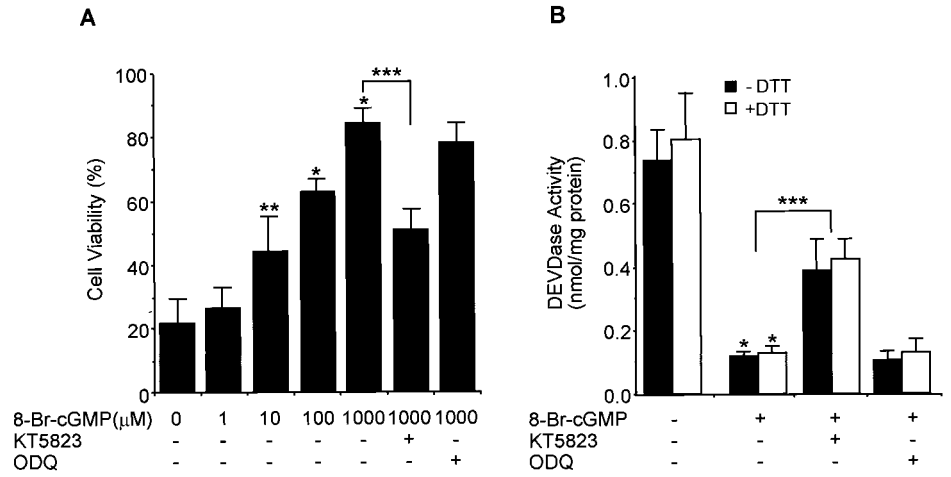 A
Cell Viability (%)
100
80
60
40
20
0
**
*
*
***
8-Br-cGMP(μM) 0 1 10 100 1000 1000 1000
KT5823 - - - - - + -
ODQ - - - - - - +
B
DEVDase Activity
(nmol/mg protein)
1.0
0.8
0.6
0.4
0.2
0.0
- DTT
+DTT
* *
***
8-Br-cGMP - + + +
KT5823 - - + -
ODQ - - - +